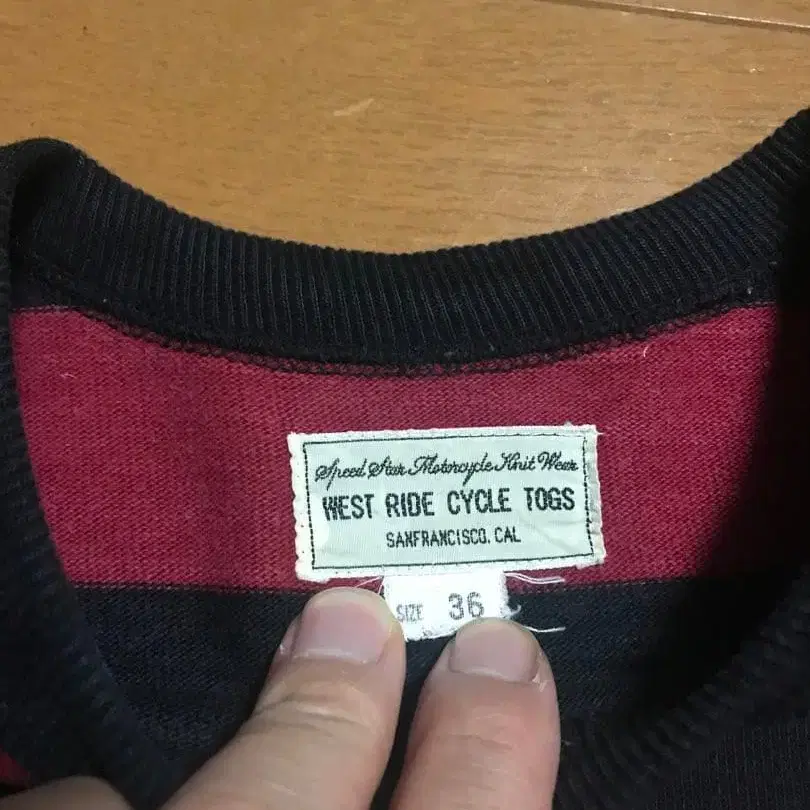 Speed Star Motorcycle Knit Wear
WEST RIDE CYCLE TOGS
SANFRANCISCO. CAL
SIZE 36